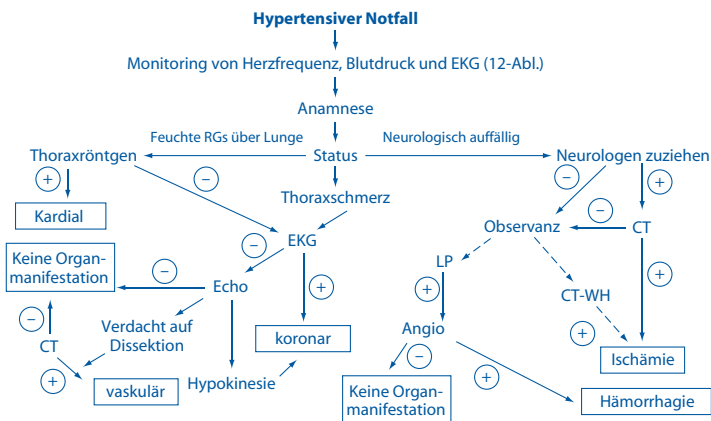 Hypertensiver Notfall
Monitoring von Herzfrequenz, Blutdruck und EKG (12-Abl.)
Anamnese
Feuchte RGs über Lunge
Neurologisch auffällig
Thoraxröntgen
Status
Neurologen zuziehen
+
−
−
+
Thoraxschmerz
Kardial
−
Observanz
CT
−
EKG
Keine Organ-
manifestation
−
Echo
LP
+
+
+
CT-WH
−
Verdacht auf
Dissektion
Angio
+
CT
koronar
−
Ischämie
+
vaskulär
Hypokinesie
+
Keine Organ-
manifestation
Hämorrhagie